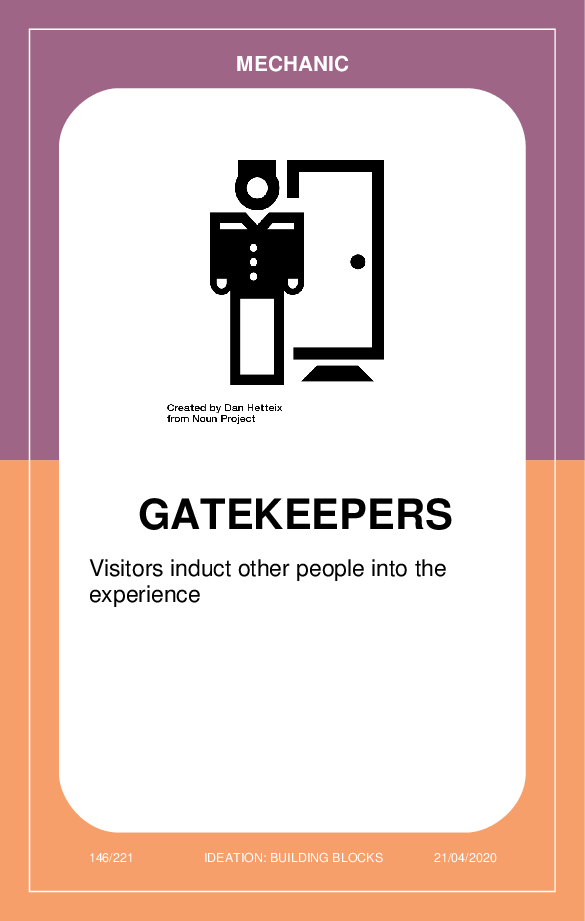 MECHANIC
Created by Dan Hetteix
from Noun Project
GATEKEEPERS
Visitors induct other people into the
experience
146/221 IDEATION: BUILDING BLOCKS 21/04/2020